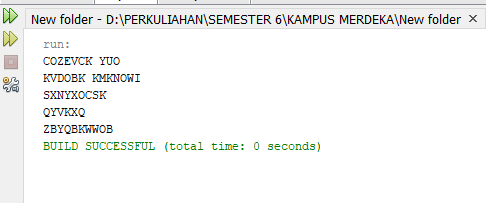 New folder - D:\PERKULIAHAN\SEMESTER 6\KAMPUS MERDEKA\New folder
run:
COZEVCK YUO
KVDOBK KMKNOWI
SXNYXOCSK
QYVKXQ
ZBYQBKWWOB
BUILD SUCCESSFUL (total time: 0 seconds)